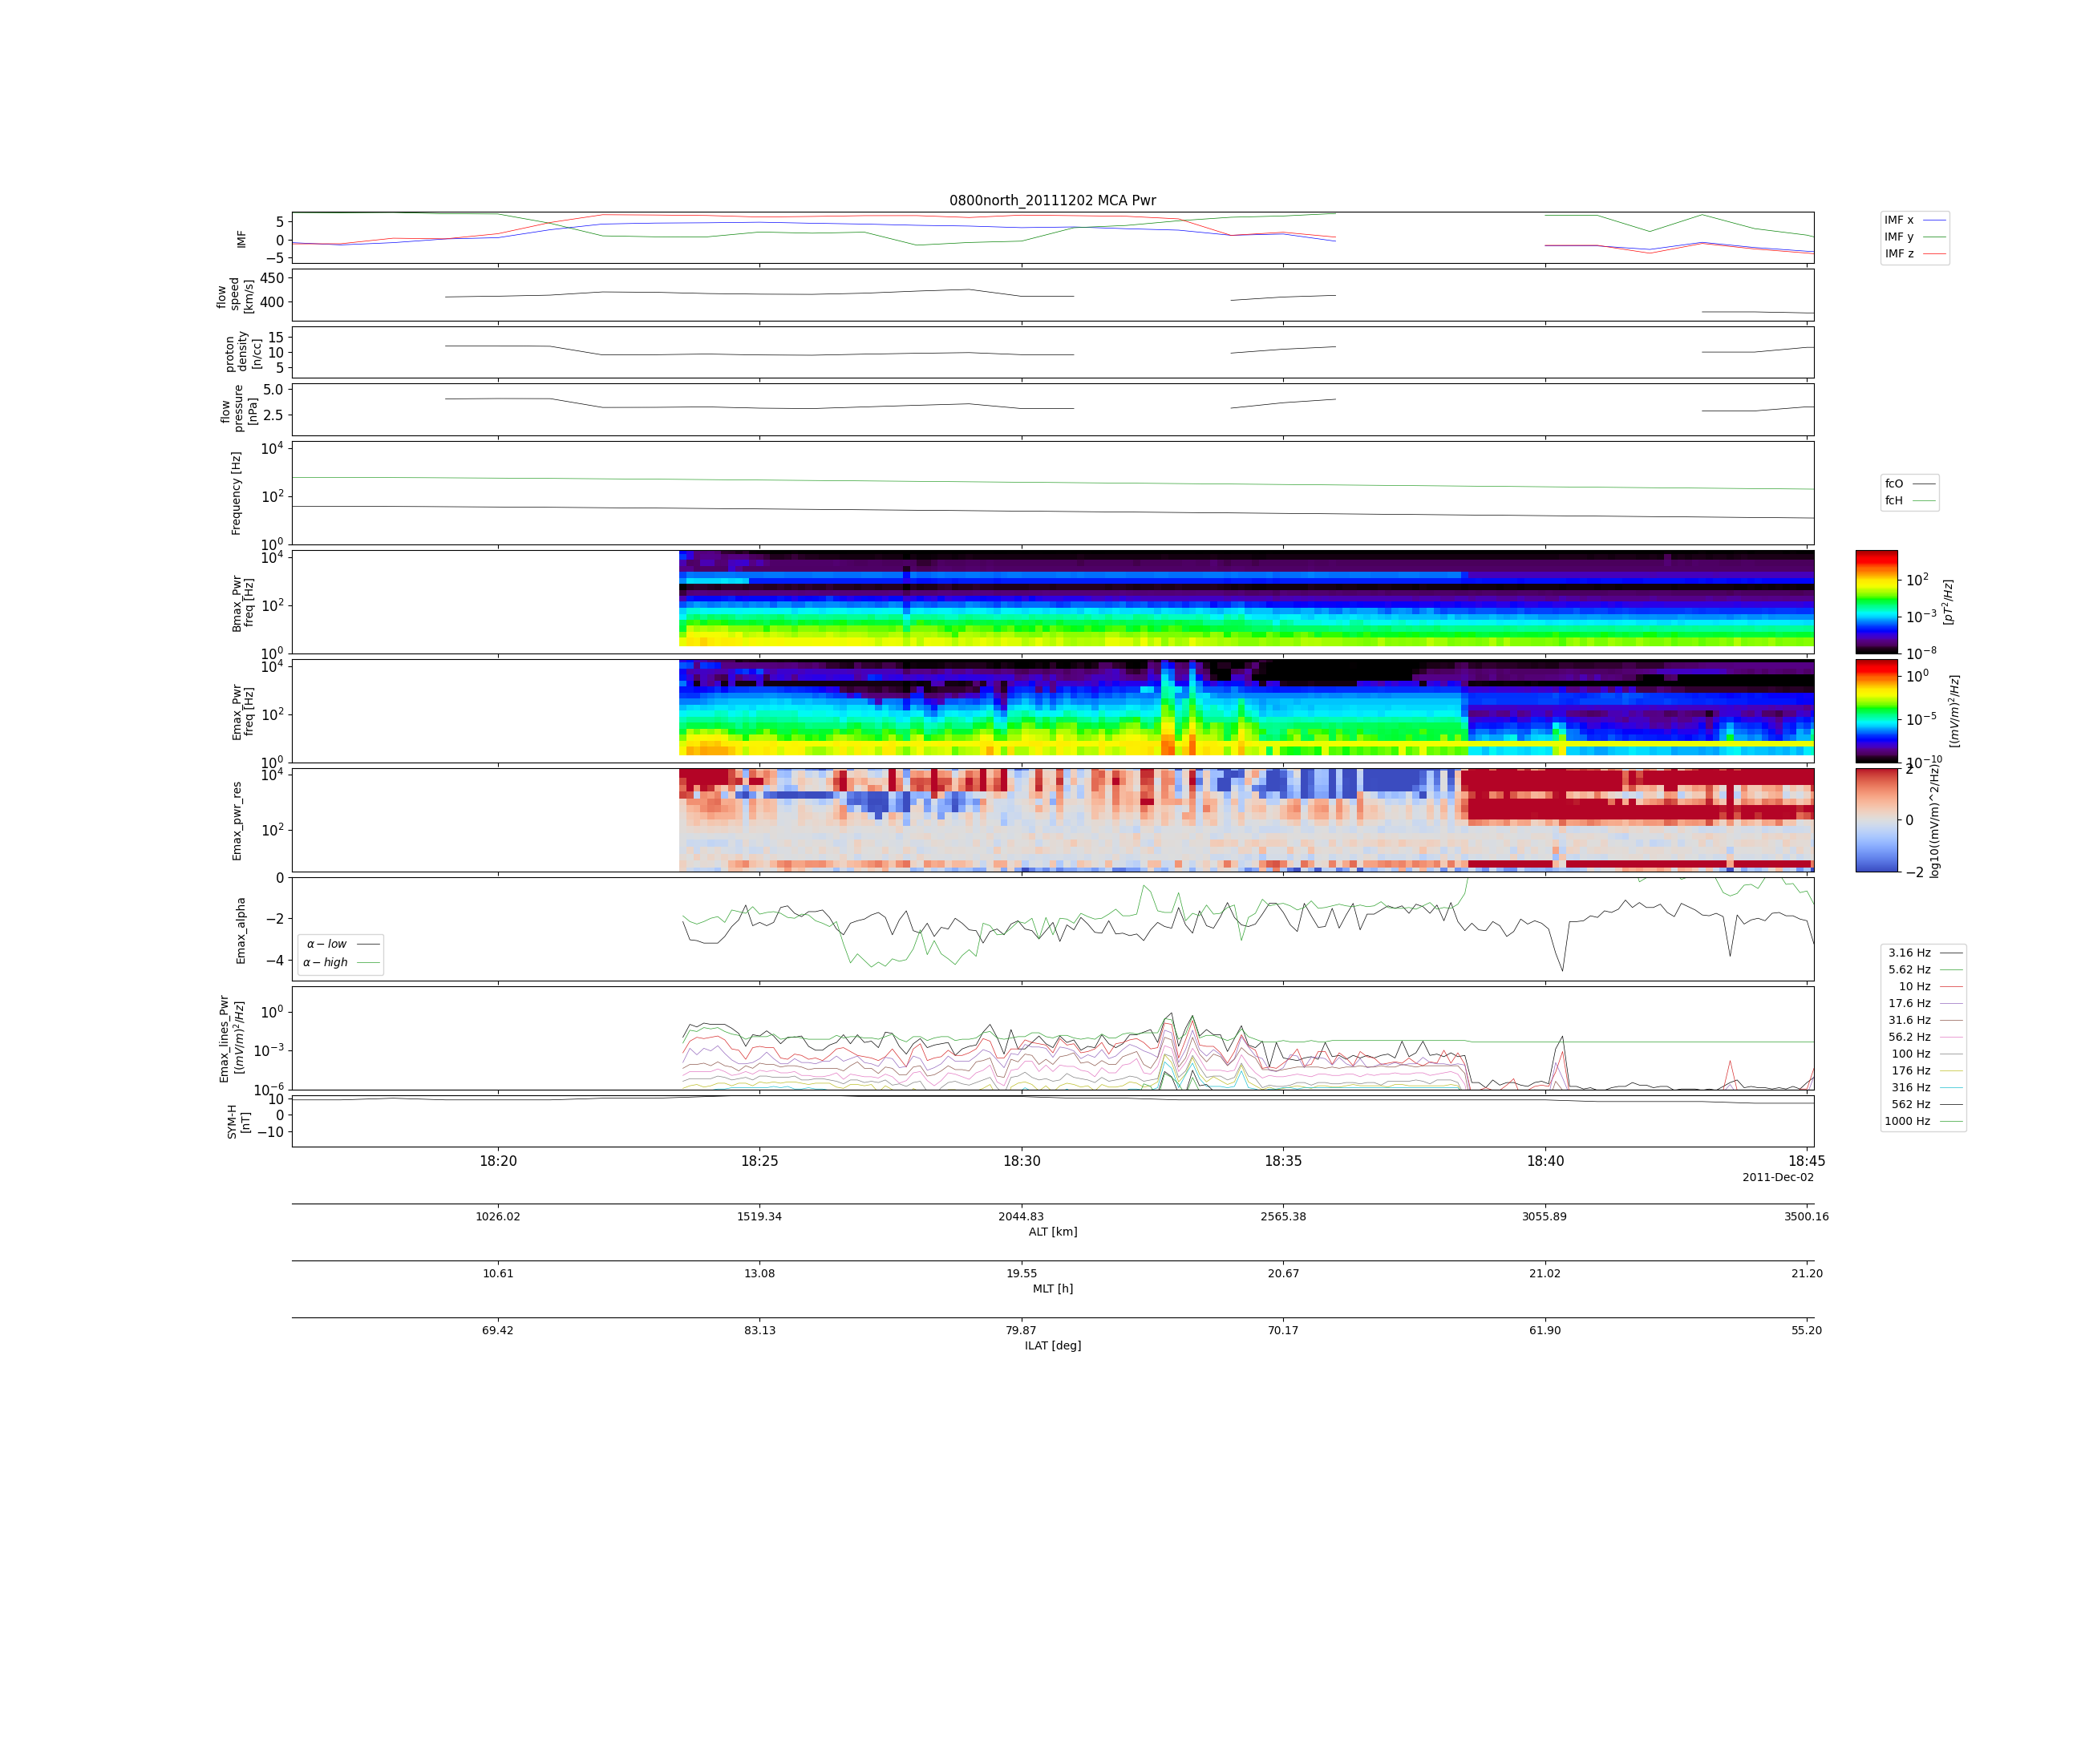 0800north_20111202 MCA Pwr
IMF
5
0
−5
IMF x
IMF y
IMF z
flow
speed
[km/s]
450
400
proton
density
[n/cc]
15
10
5
flow
pressure
[nPa]
5.0
2.5
Frequency [Hz]
10^4
10^2
10^0
fcO
fcH
Bmax_Pwr
freq [Hz]
10^4
10^2
10^0
10^2
10^−3
10^−8
[pT^2/Hz]
Emax_Pwr
freq [Hz]
10^4
10^2
10^0
10^0
10^−5
10^−10
[(mV/m)^2/Hz]
Emax_pwr_res
10^4
10^2
2
0
−2
log10((mV/m)^2/Hz)
Emax_alpha
0
−2
−4
α − low
α − high
Emax_lines_Pwr
[(mV/m)^2/Hz]
10^0
10^−3
10^−6
3.16 Hz
5.62 Hz
10 Hz
17.6 Hz
31.6 Hz
56.2 Hz
100 Hz
176 Hz
316 Hz
562 Hz
1000 Hz
SYM-H
[nT]
10
0
−10
18:20 18:25 18:30 18:35 18:40 18:45
2011-Dec-02
1026.02 1519.34 2044.83 2565.38 3055.89 3500.16
ALT [km]
10.61 13.08 19.55 20.67 21.02 21.20
MLT [h]
69.42 83.13 79.87 70.17 61.90 55.20
ILAT [deg]